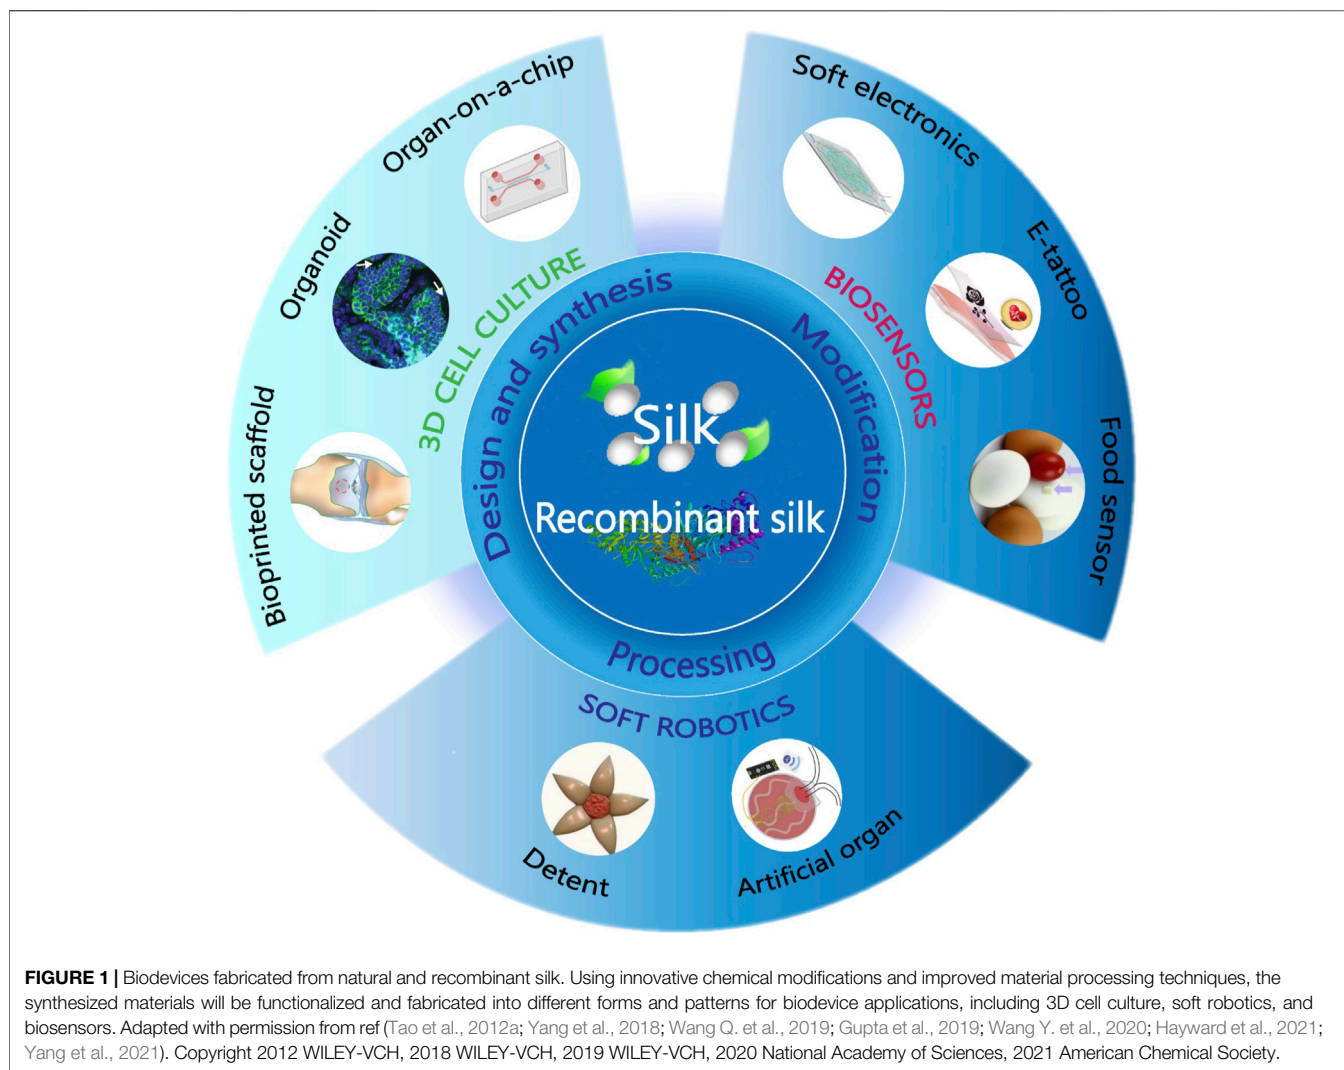 Organ-on-a-chip
Organoid
Bioprinted scaffold
3D CELL CULTURE
Soft electronics
E-tattoo
Food sensor
BIOSENSORS
Design and synthesis
Modification
Processing
Silk
Recombinant silk
SOFT ROBOTICS
Detent
Artificial organ
FIGURE 1 | Biodevices fabricated from natural and recombinant silk. Using innovative chemical modifications and improved material processing techniques, the
synthesized materials will be functionalized and fabricated into different forms and patterns for biodevice applications, including 3D cell culture, soft robotics, and
biosensors. Adapted with permission from ref (Tao et al., 2012a; Yang et al., 2018; Wang Q. et al., 2019; Gupta et al., 2019; Wang Y. et al., 2020; Hayward et al., 2021;
Yang et al., 2021). Copyright 2012 WILEY-VCH, 2018 WILEY-VCH, 2019 WILEY-VCH, 2020 National Academy of Sciences, 2021 American Chemical Society.